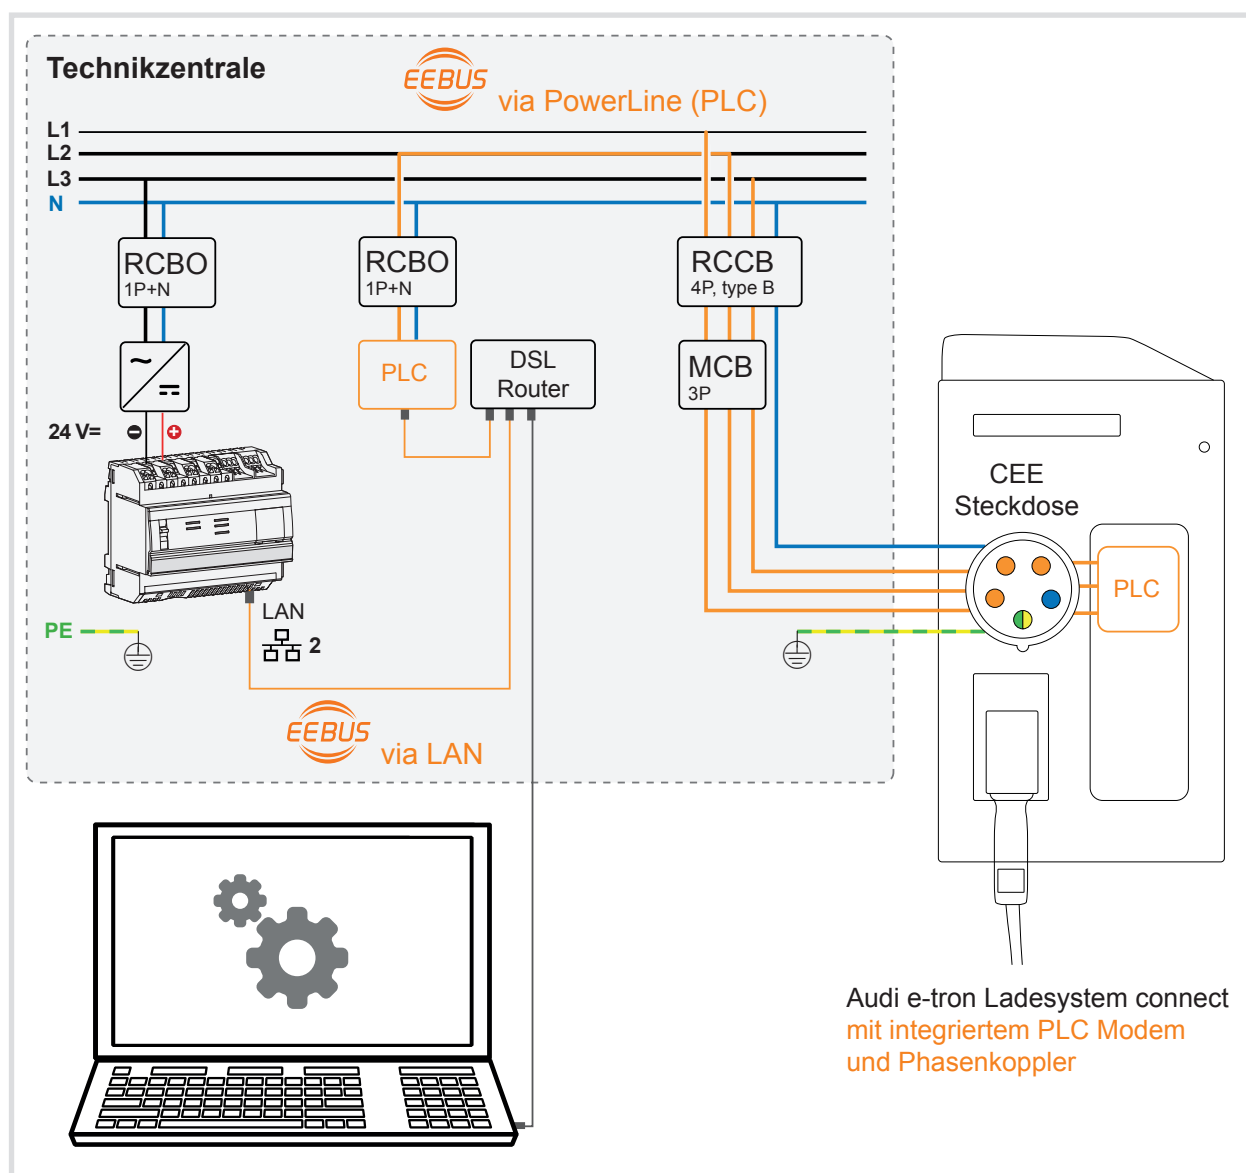 Technikzentrale
EEBUS
via PowerLine (PLC)
L1
L2
L3
N
RCBO
1P+N
RCBO
1P+N
RCCB
4P, type B
PLC
DSL
Router
MCB
3P
24 V=
CEE
Steckdose
PLC
LAN
2
PE
EEBUS
via LAN
Audi e-tron Ladesystem connect
mit integriertem PLC Modem
und Phasenkoppler